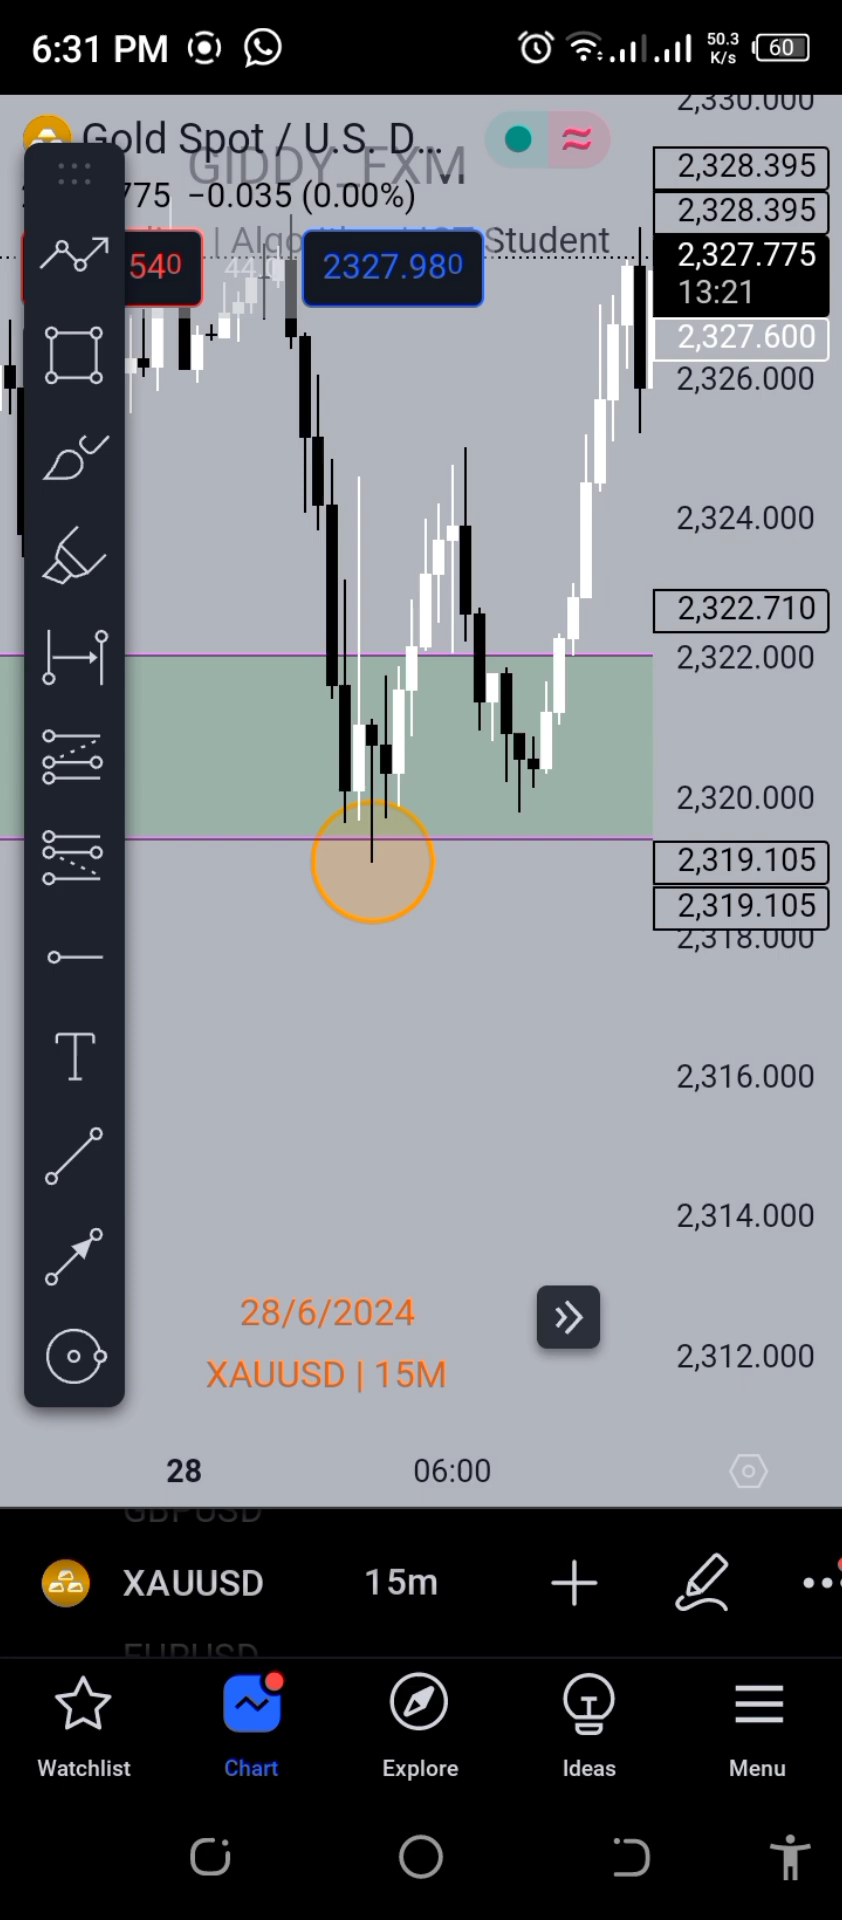 6:31 PM
50.3
K/s
60
2,330.000
Gold Spot / U.S. D...
GIDDY_FXM
2,328.395
775 −0.035 (0.00%)
2,328.395
| Student
540
44.0
2327.980
2,327.775
13:21
2,327.600
2,326.000
2,324.000
2,322.710
2,322.000
2,320.000
2,319.105
2,319.105
2,318.000
2,316.000
2,314.000
28/6/2024
2,312.000
XAUUSD | 15M
28
06:00
GBPUSD
XAUUSD
15m
EURUSD
Watchlist
Chart
Explore
Ideas
Menu